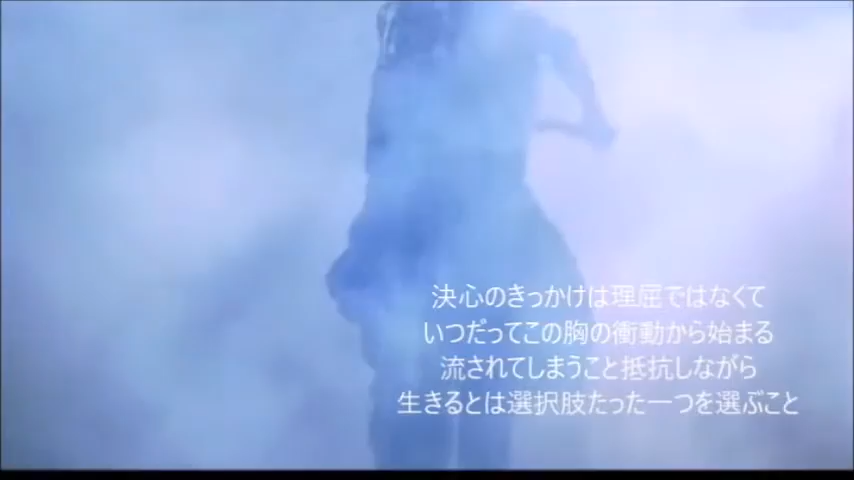 決心のきっかけは理屈ではなくて
いつだってこの胸の衝動から始まる
流されてしまうこと抵抗しながら
生きるとは選択肢たった一つを選ぶこと